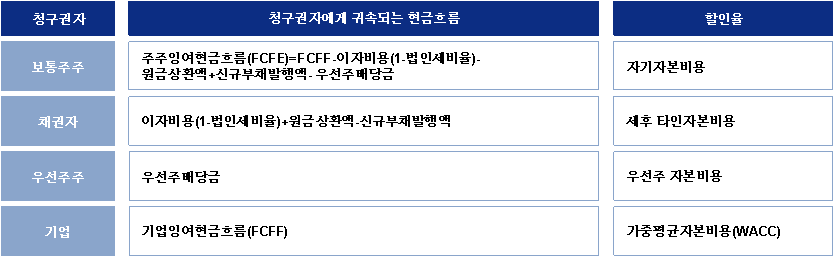 청구권자
청구권자에게 귀속되는 현금흐름
할인율
보통주주
주주잉여현금흐름(FCFE)=FCFF-이자비용(1-법인세비율)-
원금상환액+신규부채발행액- 우선주배당금
자기자본비용
채권자
이자비용(1-법인세비율)+원금상환액-신규부채발행액
세후 타인자본비용
우선주주
우선주배당금
우선주 자본비용
기업
기업잉여현금흐름(FCFF)
가중평균자본비용(WACC)